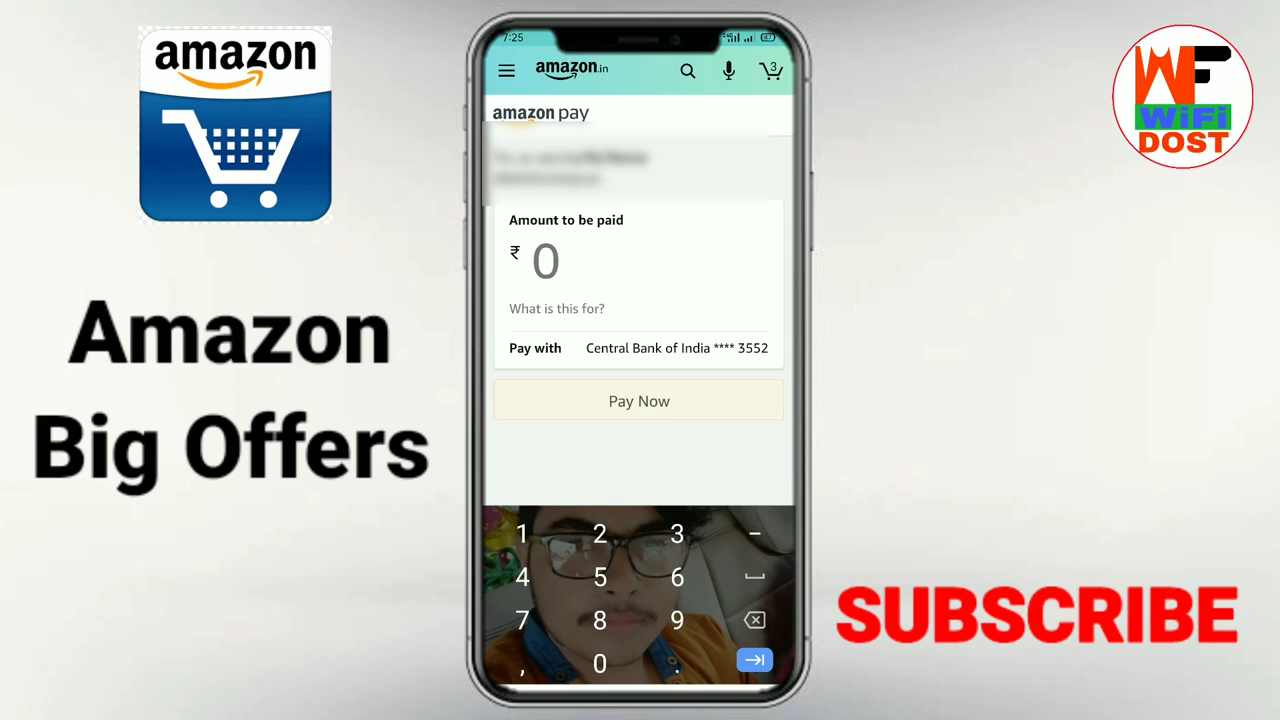 amazon
Amazon
Big Offers
7:25
amazon.in
3
amazon pay
Amount to be paid
₹ 0
What is this for?
Pay with Central Bank of India **** 3552
Pay Now
1 2 3 -
4 5 6
7 8 9
, 0 .
WF
WiFi
DOST
SUBSCRIBE